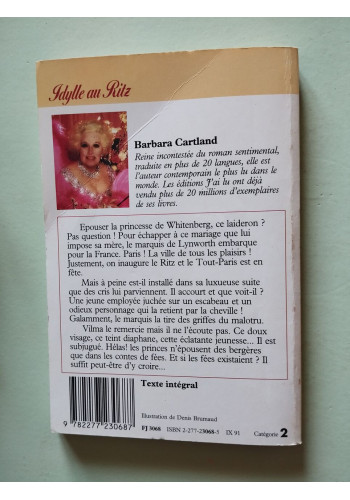 Idylle au Ritz
Barbara Cartland
Reine incontestée du roman sentimental,
traduite en plus de 20 langues, elle est
l'auteur contemporain le plus lu dans le
monde. Les éditions J'ai lu ont déjà
vendu plus de 20 millions d'exemplaires
de ses livres.
Epouser la princesse de Whitenberg, ce laideron ?
Pas question ! Pour échapper à ce mariage que lui
impose sa mère, le marquis de Lynworth embarque
pour la France. Paris ! La ville de tous les plaisirs !
Justement, on inaugure le Ritz et le Tout-Paris est en
fête.
Mais à peine est-il installé dans sa luxueuse suite
que des cris lui parviennent. Il accourt et que voit-il ?
Une jeune employée juchée sur un escabeau et un
odieux personnage qui la retient par la cheville !
Galamment, le marquis la tire des griffes du malotru.
Vilma le remercie mais il ne l'écoute pas. Ce doux
visage, ce teint diaphane, cette éclatante jeunesse... Il
est subjugué. Hélas! les princes n'épousent des bergères
que dans les contes de fées. Et si les fées existaient ? Il
suffit peut-être d'y croire...
Texte intégral
Illustration de Denis Brumaud
9 782277 230687
FJ 3068 ISBN 2-277-23068-5 IX 91 Catégorie 2